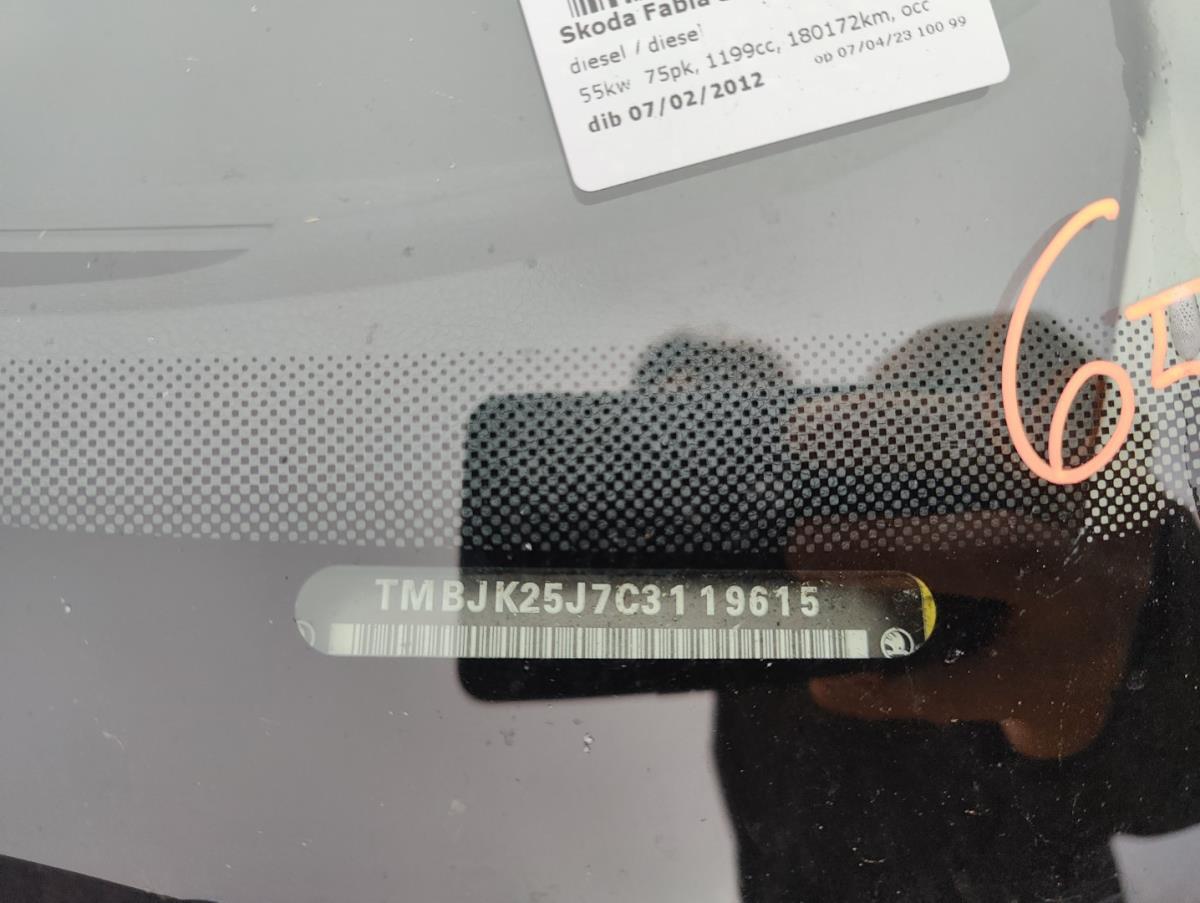 Skoda Fabia
diesel / diesel
55kw 75pk, 1199cc, 180172km, occ
op 07/04/23 100 99
dib 07/02/2012
6
TMBJK25J7C3119615